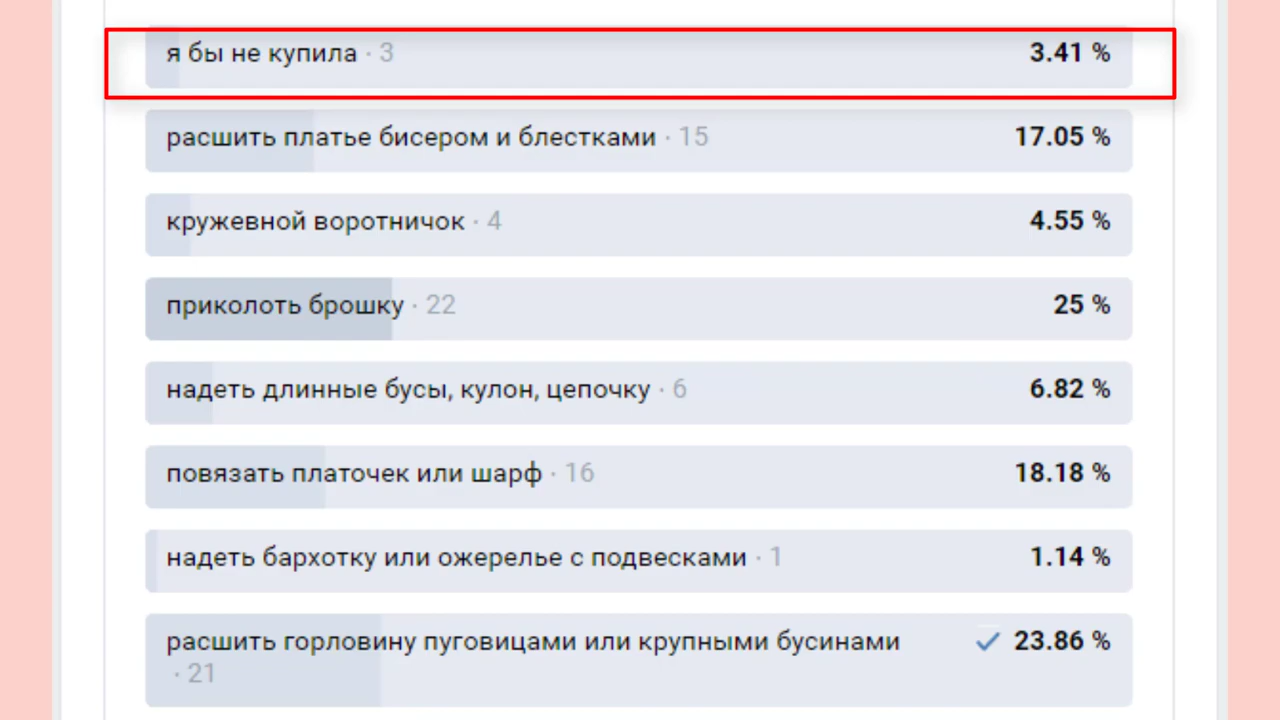 я бы не купила · 3 3.41 %
расшить платье бисером и блестками · 15 17.05 %
кружевной воротничок · 4 4.55 %
приколоть брошку · 22 25 %
надеть длинные бусы, кулон, цепочку · 6 6.82 %
повязать платочек или шарф · 16 18.18 %
надеть бархотку или ожерелье с подвесками · 1 1.14 %
расшить горловину пуговицами или крупными бусинами 23.86 %
· 21